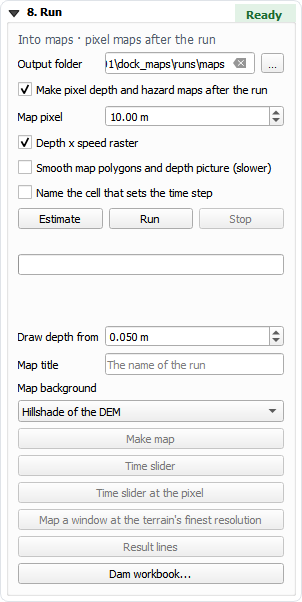 8. Run
Ready
Into maps · pixel maps after the run
Output folder
01\dock_maps\runs\maps
...
Make pixel depth and hazard maps after the run
Map pixel
10.00 m
Depth x speed raster
Smooth map polygons and depth picture (slower)
Name the cell that sets the time step
Estimate
Run
Stop
Draw depth from
0.050 m
Map title
The name of the run
Map background
Hillshade of the DEM
Make map
Time slider
Time slider at the pixel
Map a window at the terrain's finest resolution
Result lines
Dam workbook...